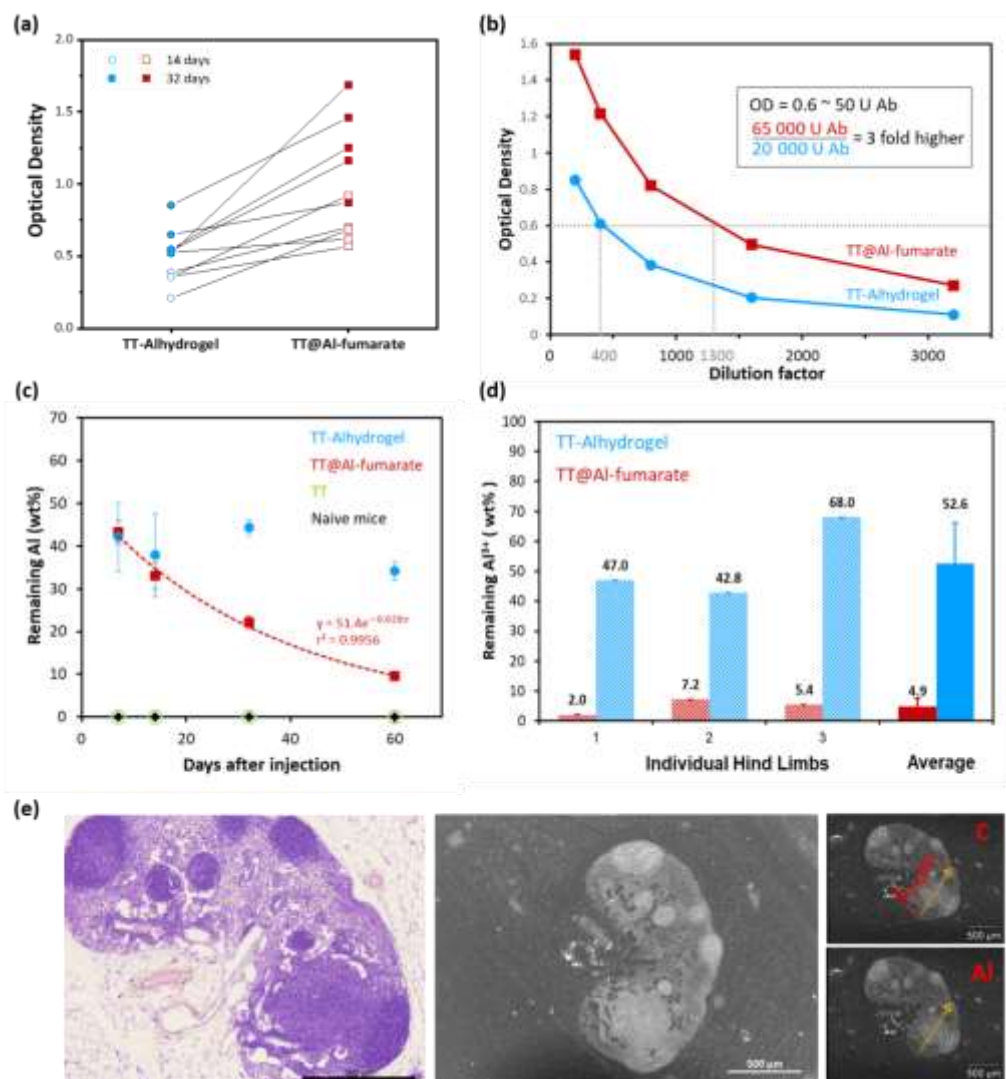 (a)
2.0
1.5
1.0
0.5
0.0
Optical Density
14 days
32 days
TT-Alhydrogel TT@Al-fumarate
(b)
1.6
1.4
1.2
1
0.8
0.6
0.4
0.2
0
Optical Density
OD = 0.6 ~ 50 U Ab
65 000 U Ab
20 000 U Ab
= 3 fold higher
TT@Al-fumarate
TT-Alhydrogel
0 400 1000 1300 2000 3000
Dilution factor
(c)
70
60
50
40
30
20
10
0
Remaining Al (wt%)
TT-Alhydrogel
TT@Al-fumarate
TT
Naive mice
y = 51.4e⁻⁰·⁰²⁸ˣ
r² = 0.9956
0 20 40 60
Days after injection
(d)
100
90
80
70
60
50
40
30
20
10
0
Remaining Al³⁺ ( wt%)
TT-Alhydrogel
TT@Al-fumarate
2.0 47.0 7.2 42.8 5.4 68.0 4.9 52.6
1 2 3
Individual Hind Limbs Average
(e)
500 µm
C
500 µm
Al
500 µm